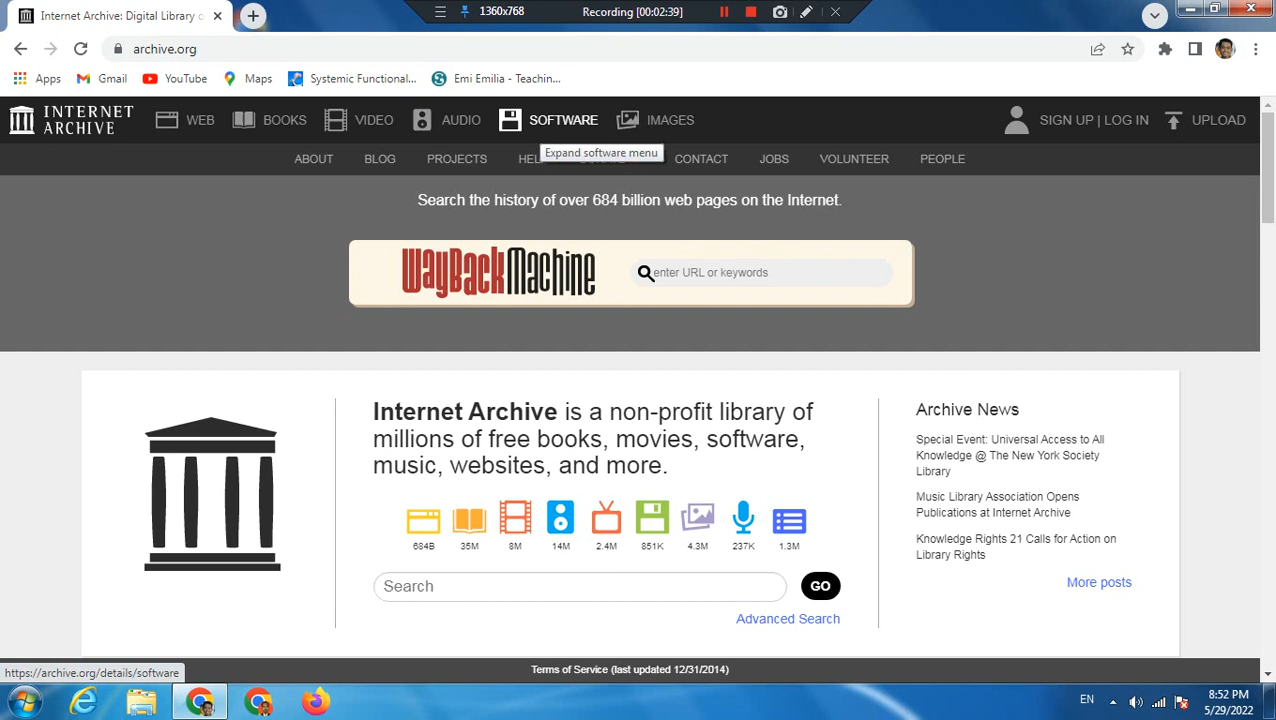 1360x768 Recording [00:02:39]
Internet Archive: Digital Library o
archive.org
Apps Gmail YouTube Maps Systemic Functional... Emi Emilia - Teachin...
INTERNET ARCHIVE WEB BOOKS VIDEO AUDIO SOFTWARE IMAGES SIGN UP | LOG IN UPLOAD
Expand software menu
ABOUT BLOG PROJECTS HEL CONTACT JOBS VOLUNTEER PEOPLE
Search the history of over 684 billion web pages on the Internet.
WayBackMachine enter URL or keywords
Internet Archive is a non-profit library of
millions of free books, movies, software,
music, websites, and more.
684B 35M 8M 14M 2.4M 851K 4.3M 237K 1.3M
Search GO
Advanced Search
Archive News
Special Event: Universal Access to All
Knowledge @ The New York Society
Library
Music Library Association Opens
Publications at Internet Archive
Knowledge Rights 21 Calls for Action on
Library Rights
More posts
https://archive.org/details/software
Terms of Service (last updated 12/31/2014)
EN 8:52 PM
5/29/2022